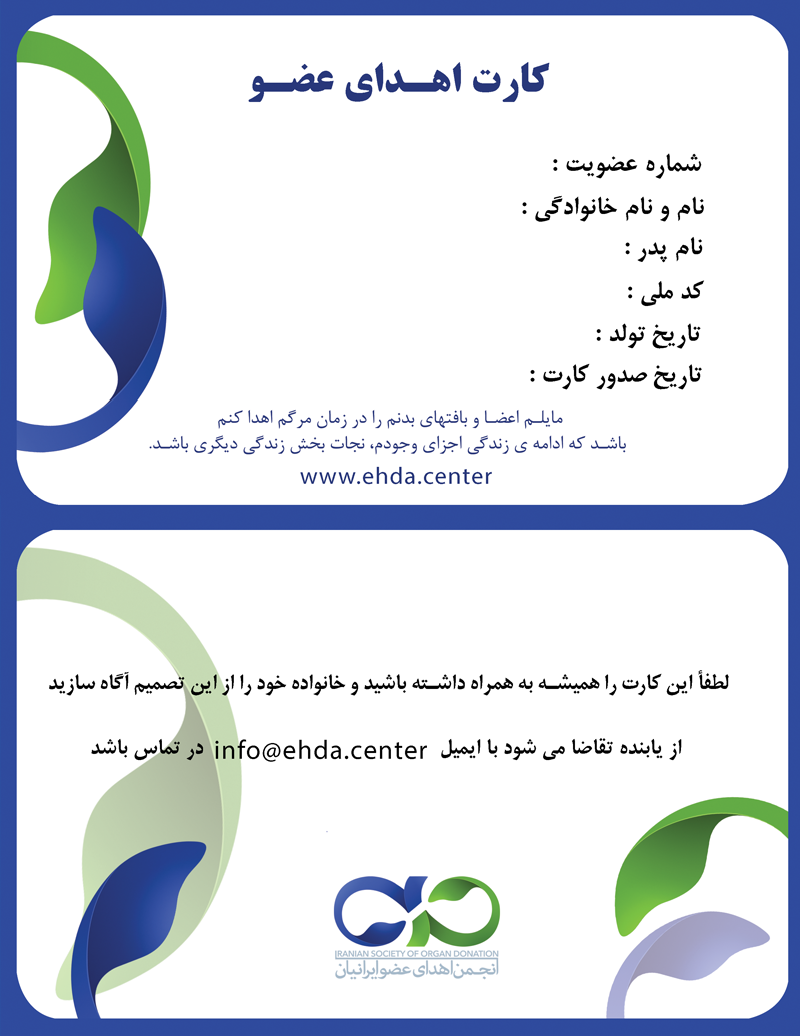 کارت اهـدای عضـو
شماره عضویت :
نام و نام خانوادگی :
نام پدر :
کد ملی :
تاریخ تولد :
تاریخ صدور کارت :
مایلـم اعضـا و بافتهای بدنم را در زمان مرگم اهدا کنم
باشـد که ادامه ی زندگی اجزای وجودم، نجات بخش زندگی دیگری باشـد.
www.ehda.center
لطفاً این کارت را همیشـه به همراه داشـته باشید و خانواده خود را از این تصمیم آگاه سازید
از یابنده تقاضا می شود با ایمیل info@ehda.center در تماس باشد
IRANIAN SOCIETY OF ORGAN DONATION
انجمن اهدای عضو ایرانیان